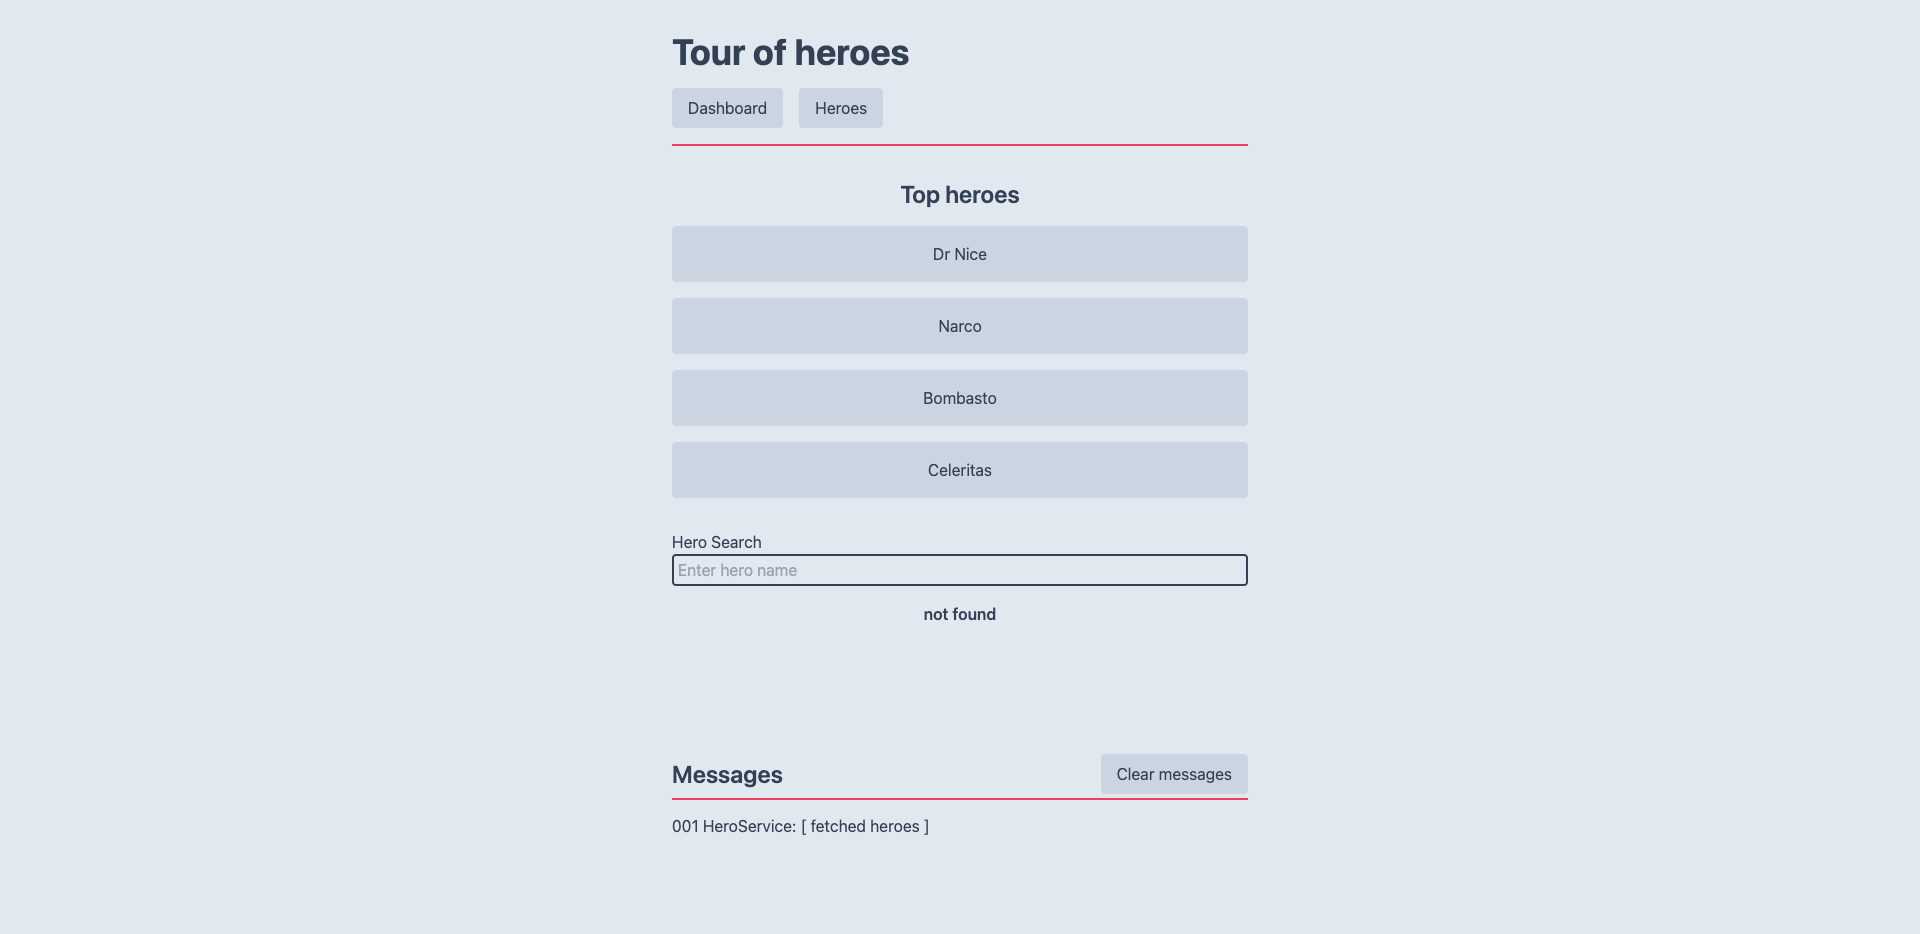 Tour of heroes
Dashboard Heroes
Top heroes
Dr Nice
Narco
Bombasto
Celeritas
Hero Search
Enter hero name
not found
Messages Clear messages
001 HeroService: [ fetched heroes ]